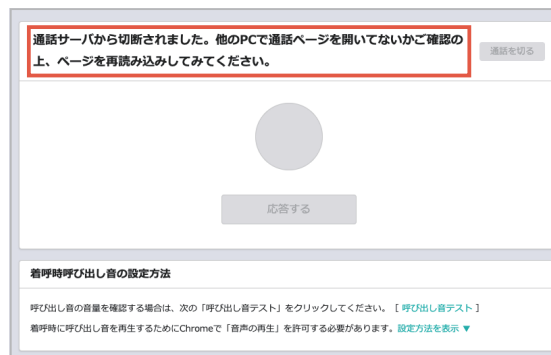 通話サーバから切断されました。他のPCで通話ページを開いてないかご確認の
上、ページを再読み込みしてみてください。
通話を切る
応答する
着呼時呼び出し音の設定方法
呼び出し音の音量を確認する場合は、次の「呼び出し音テスト」をクリックしてください。 [ 呼び出し音テスト ]
着呼時に呼び出し音を再生するためにChromeで「音声の再生」を許可する必要があります。設定方法を表示 ▼